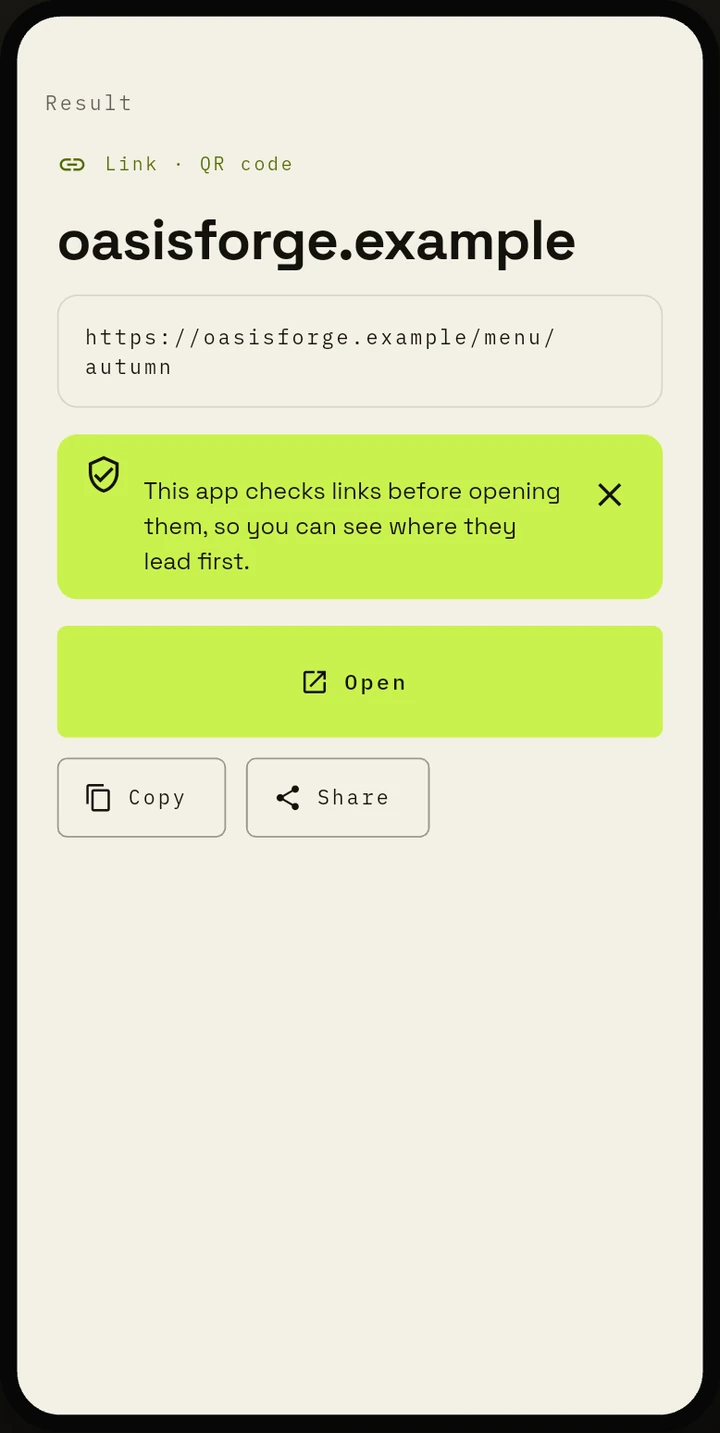 Result
Link · QR code
oasisforge.example
https://oasisforge.example/menu/
autumn
This app checks links before opening
them, so you can see where they
lead first.
Open
Copy
Share